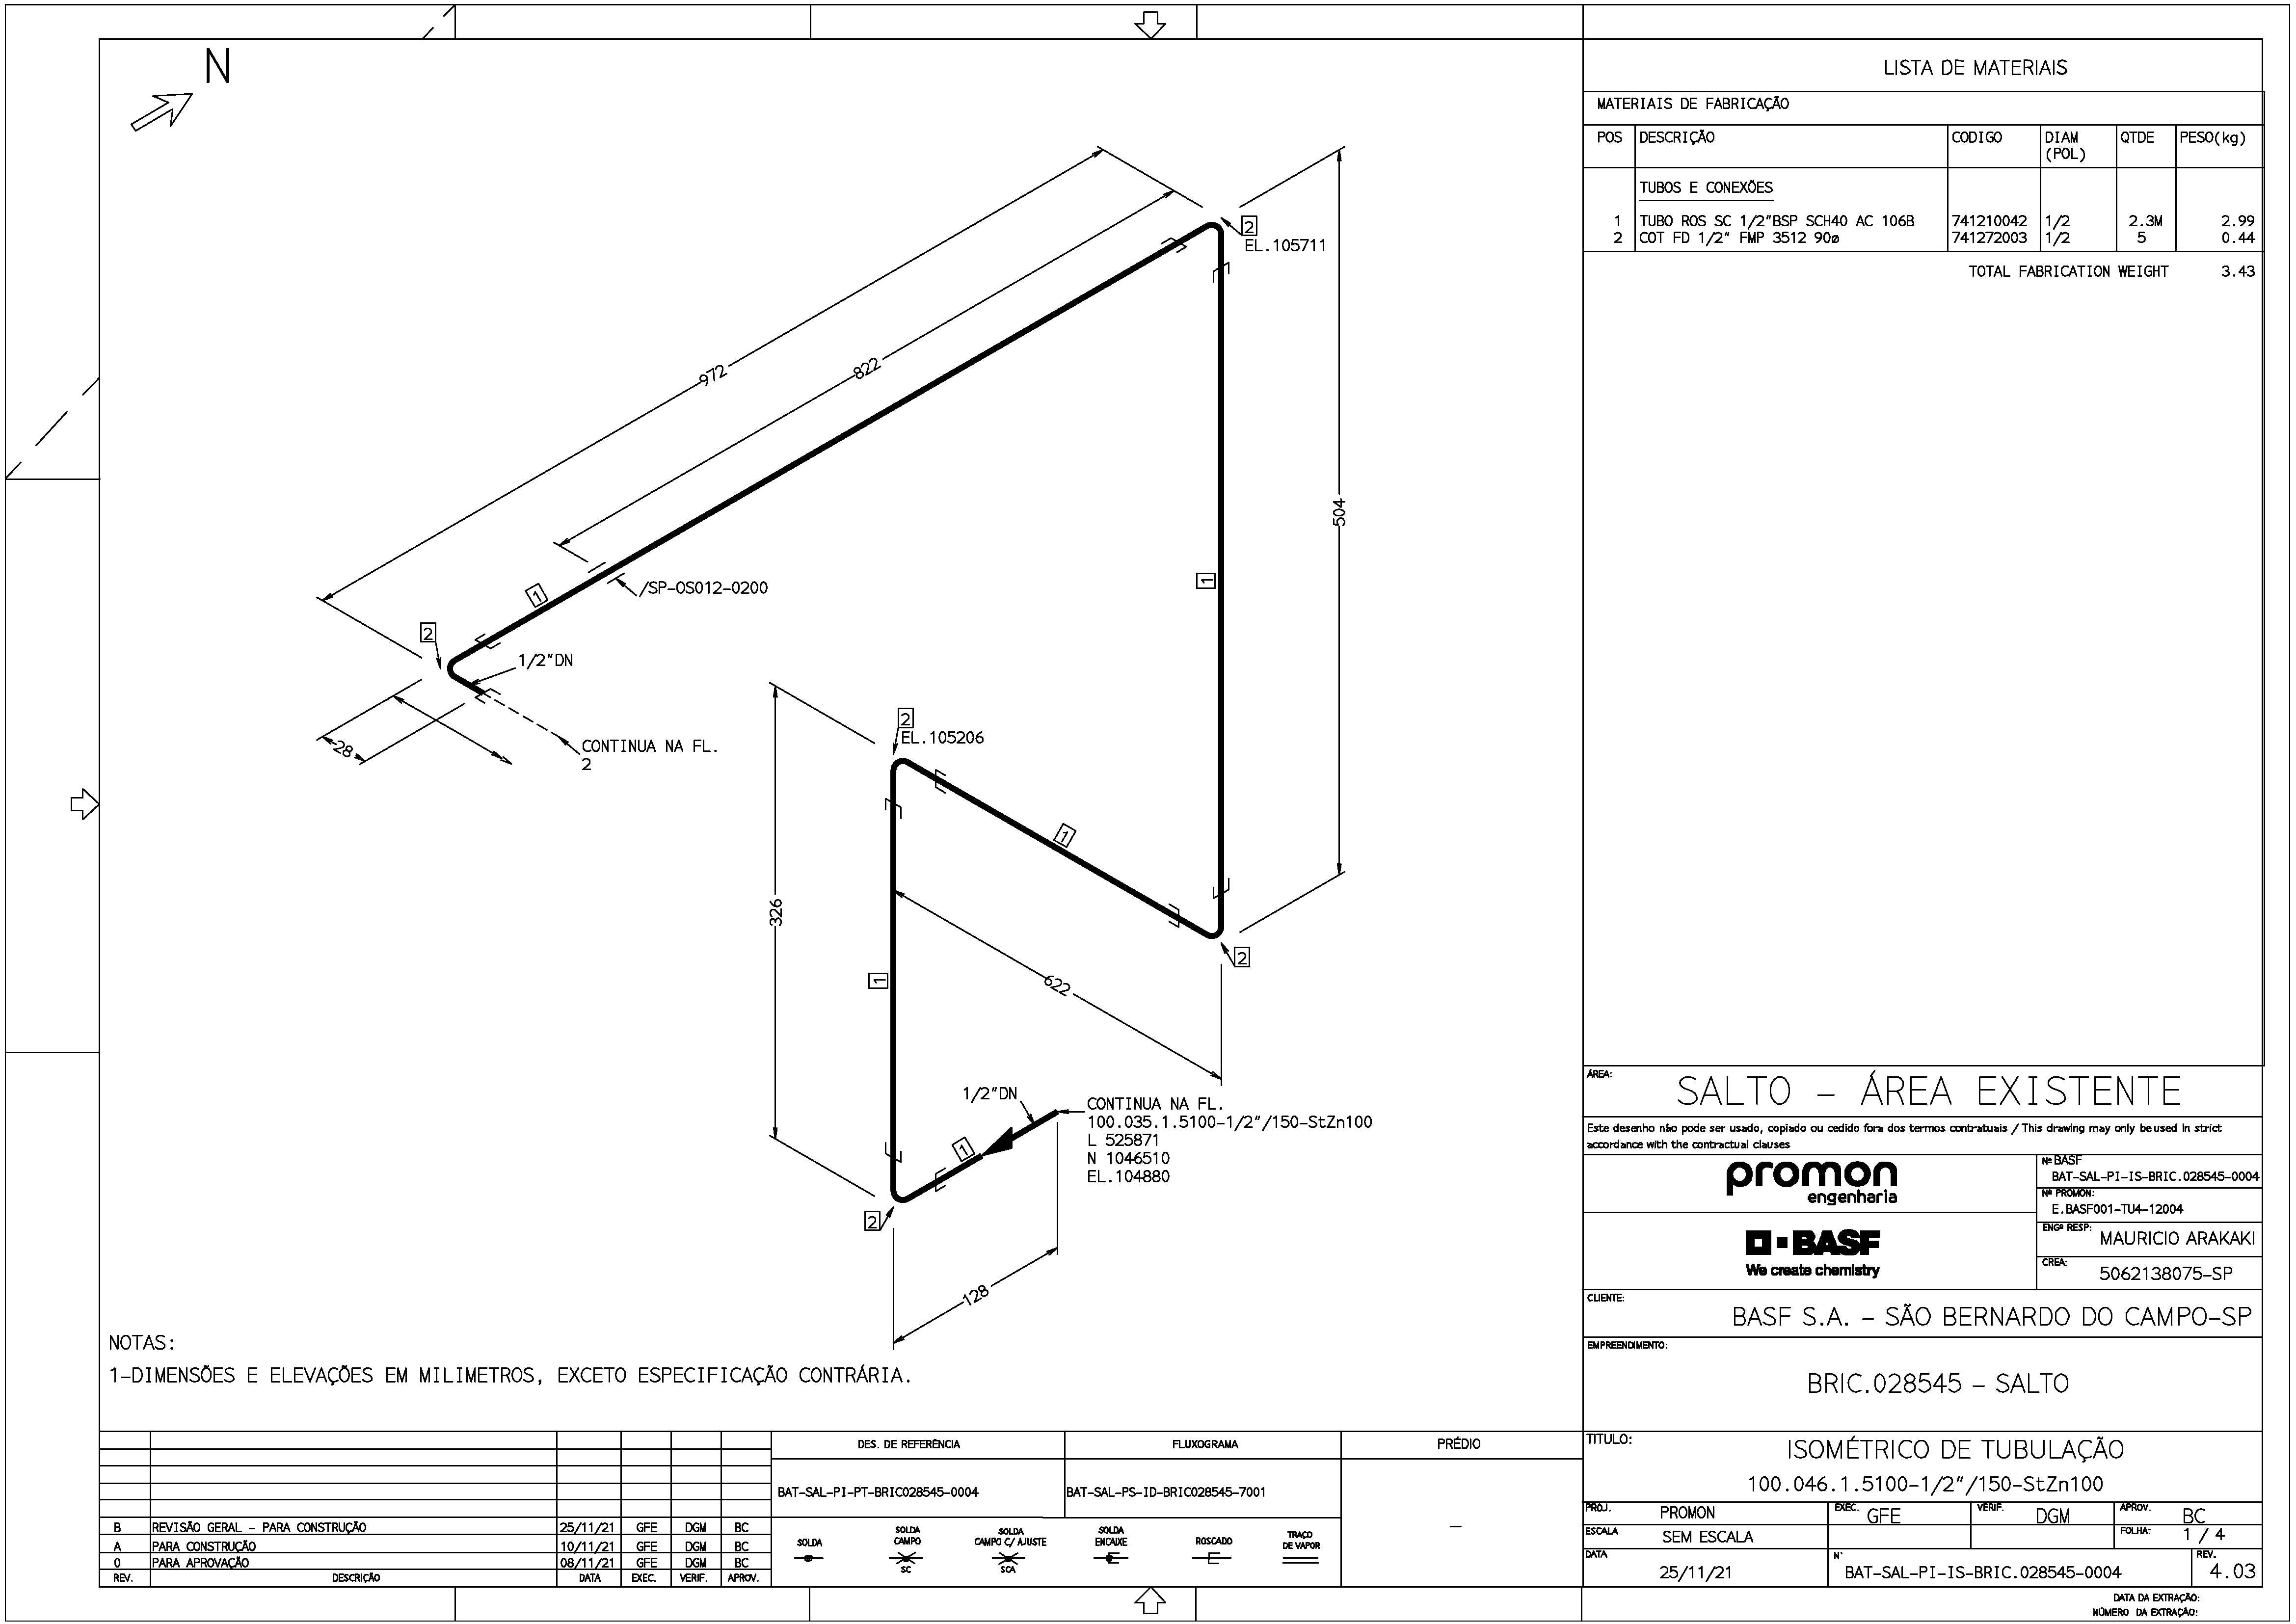 N
972
822
2
EL.105711
504
1
/SP-OS012-0200
1
2
1/2"DN
28
CONTINUA NA FL.
2
2
EL.105206
1
326
622
2
1
1/2"DN
CONTINUA NA FL.
100.035.1.5100-1/2"/150-StZn100
L 525871
N 1046510
EL.104880
1
2
128
NOTAS:
1-DIMENSÕES E ELEVAÇÕES EM MILIMETROS, EXCETO ESPECIFICAÇÃO CONTRÁRIA.
LISTA DE MATERIAIS
MATERIAIS DE FABRICAÇÃO
POS DESCRIÇÃO CODIGO DIAM (POL) QTDE PESO(kg)
TUBOS E CONEXÕES
1 TUBO ROS SC 1/2"BSP SCH40 AC 106B 741210042 1/2 2.3M 2.99
2 COT FD 1/2" FMP 3512 90ø 741272003 1/2 5 0.44
TOTAL FABRICATION WEIGHT 3.43
ÁREA:
SALTO - ÁREA EXISTENTE
Este desenho não pode ser usado, copiado ou cedido fora dos termos contratuais / This drawing may only be used in strict
accordance with the contractual clauses
promon
engenharia
Nº BASF
BAT-SAL-PI-IS-BRIC.028545-0004
Nº PROMON:
E.BASF001-TU4-12004
BASF
We create chemistry
ENGº RESP:
MAURICIO ARAKAKI
CREA:
5062138075-SP
CLIENTE:
BASF S.A. - SÃO BERNARDO DO CAMPO-SP
EMPREENDIMENTO:
BRIC.028545 - SALTO
TITULO:
ISOMÉTRICO DE TUBULAÇÃO
100.046.1.5100-1/2"/150-StZn100
PROJ. PROMON EXEC. GFE VERIF. DGM APROV. BC
ESCALA SEM ESCALA FOLHA: 1 / 4
DATA 25/11/21 N° BAT-SAL-PI-IS-BRIC.028545-0004 REV. 4.03
DATA DA EXTRAÇÃO:
NÚMERO DA EXTRAÇÃO:
B REVISÃO GERAL - PARA CONSTRUÇÃO 25/11/21 GFE DGM BC
A PARA CONSTRUÇÃO 10/11/21 GFE DGM BC
0 PARA APROVAÇÃO 08/11/21 GFE DGM BC
REV. DESCRIÇÃO DATA EXEC. VERIF. APROV.
DES. DE REFERÊNCIA FLUXOGRAMA PRÉDIO
BAT-SAL-PI-PT-BRIC028545-0004 BAT-SAL-PS-ID-BRIC028545-7001 -
SOLDA
SOLDA CAMPO
SC
SOLDA CAMPO C/ AJUSTE
SCA
SOLDA ENCAIXE
ROSCADO
TRAÇO DE VAPOR